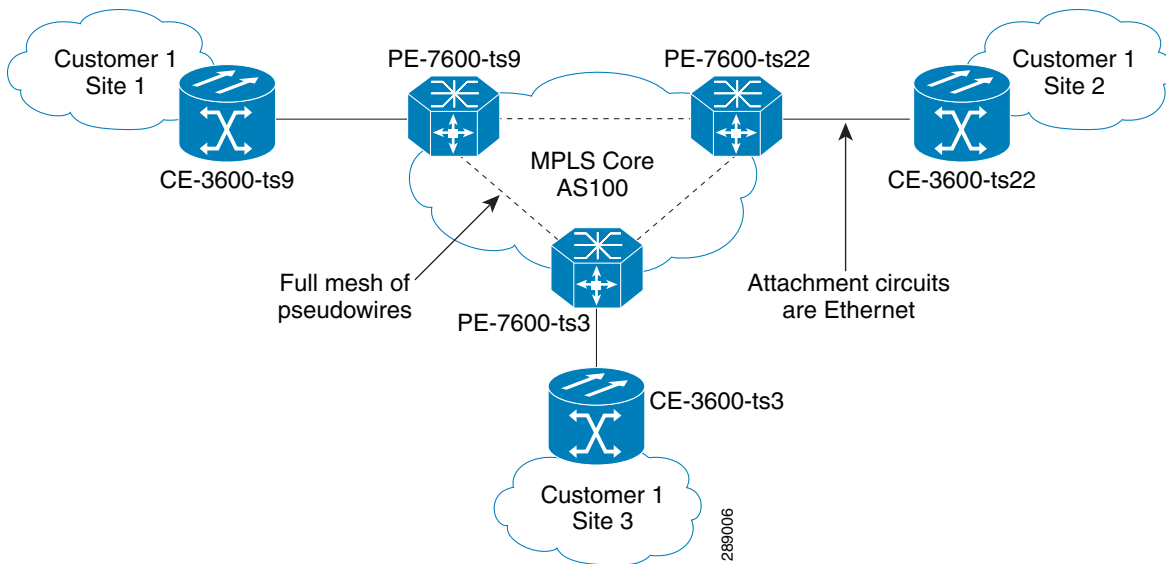 Customer 1
Site 1
PE-7600-ts9
PE-7600-ts22
Customer 1
Site 2
CE-3600-ts9
MPLS Core
AS100
CE-3600-ts22
Full mesh of
pseudowires
Attachment circuits
are Ethernet
PE-7600-ts3
CE-3600-ts3
Customer 1
Site 3
289006